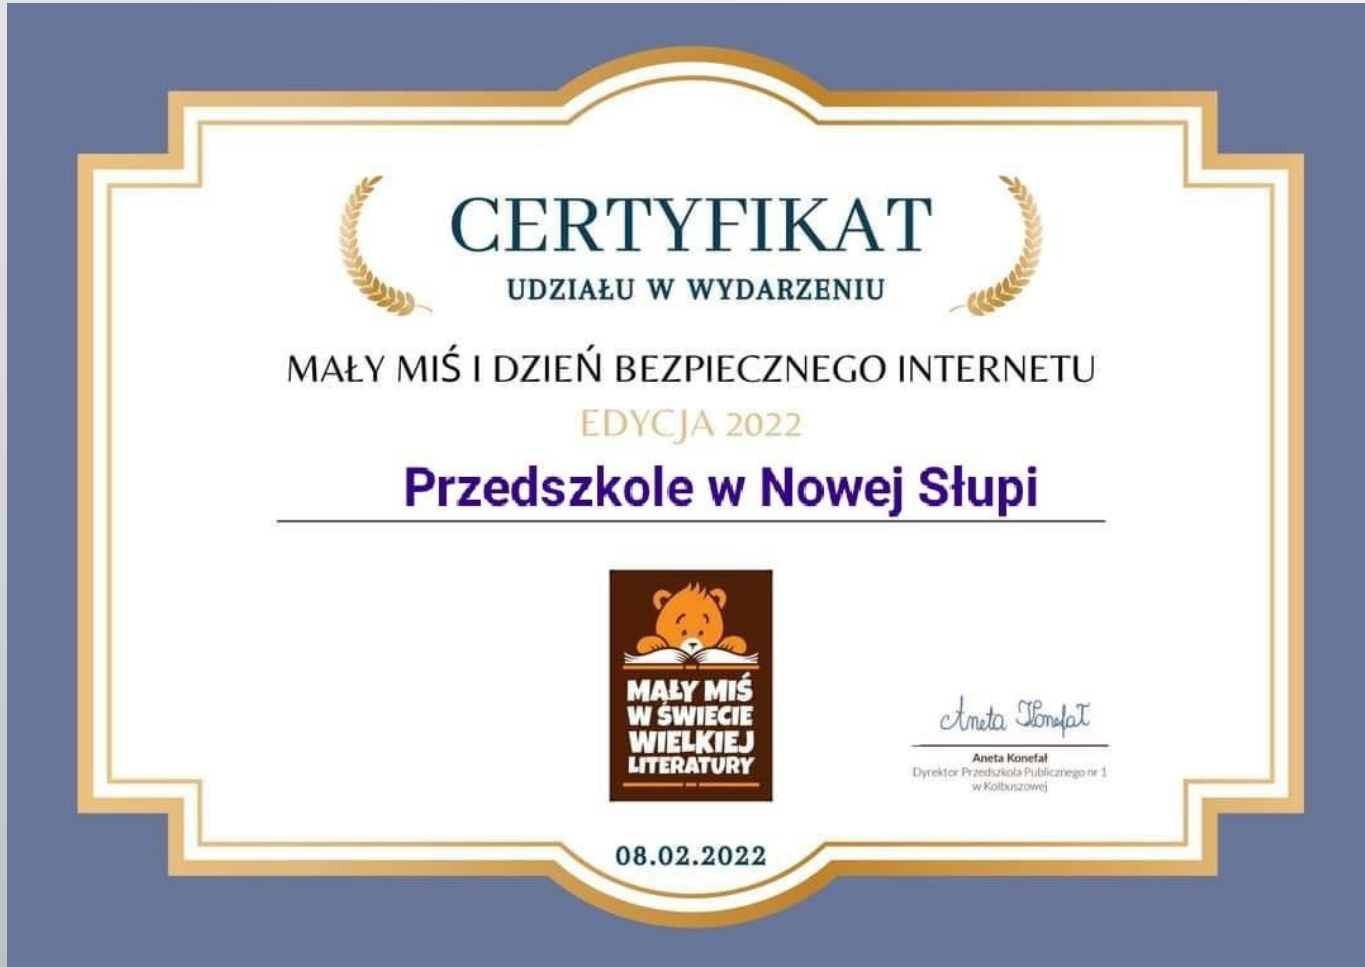 CERTYFIKAT
UDZIAŁU W WYDARZENIU
MAŁY MIŚ I DZIEŃ BEZPIECZNEGO INTERNETU
EDYCJA 2022
Przedszkole w Nowej Słupi
MAŁY MIŚ
W ŚWIECIE
WIELKIEJ
LITERATURY
Aneta Konefał
Aneta Konefał
Dyrektor Przedszkola Publicznego nr 1
w Kolbuszowej
08.02.2022